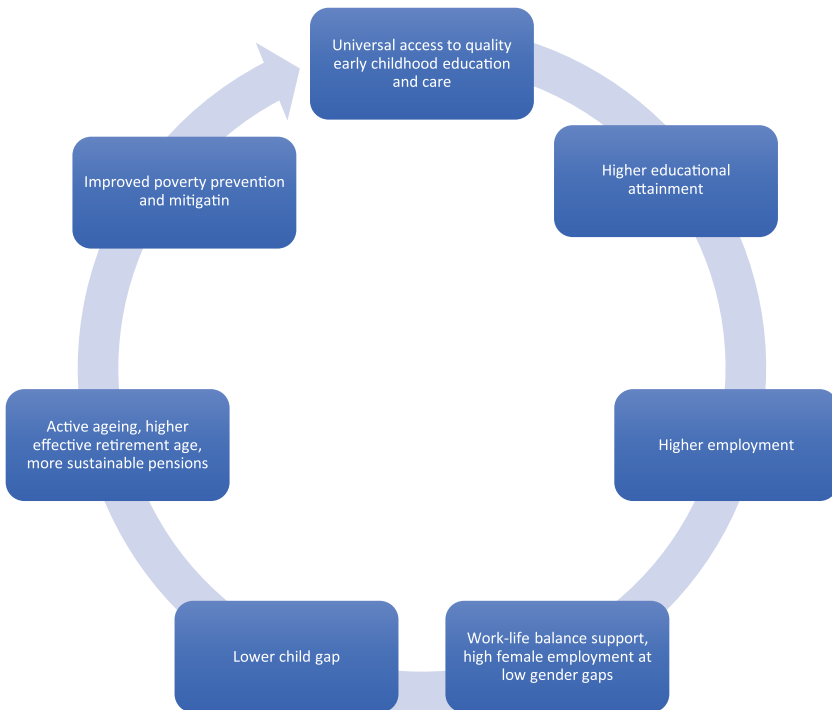 Universal access to quality
early childhood education
and care
Higher educational
attainment
Higher employment
Work-life balance support,
high female employment at
low gender gaps
Lower child gap
Active ageing, higher
effective retirement age,
more sustainable pensions
Improved poverty prevention
and mitigatin